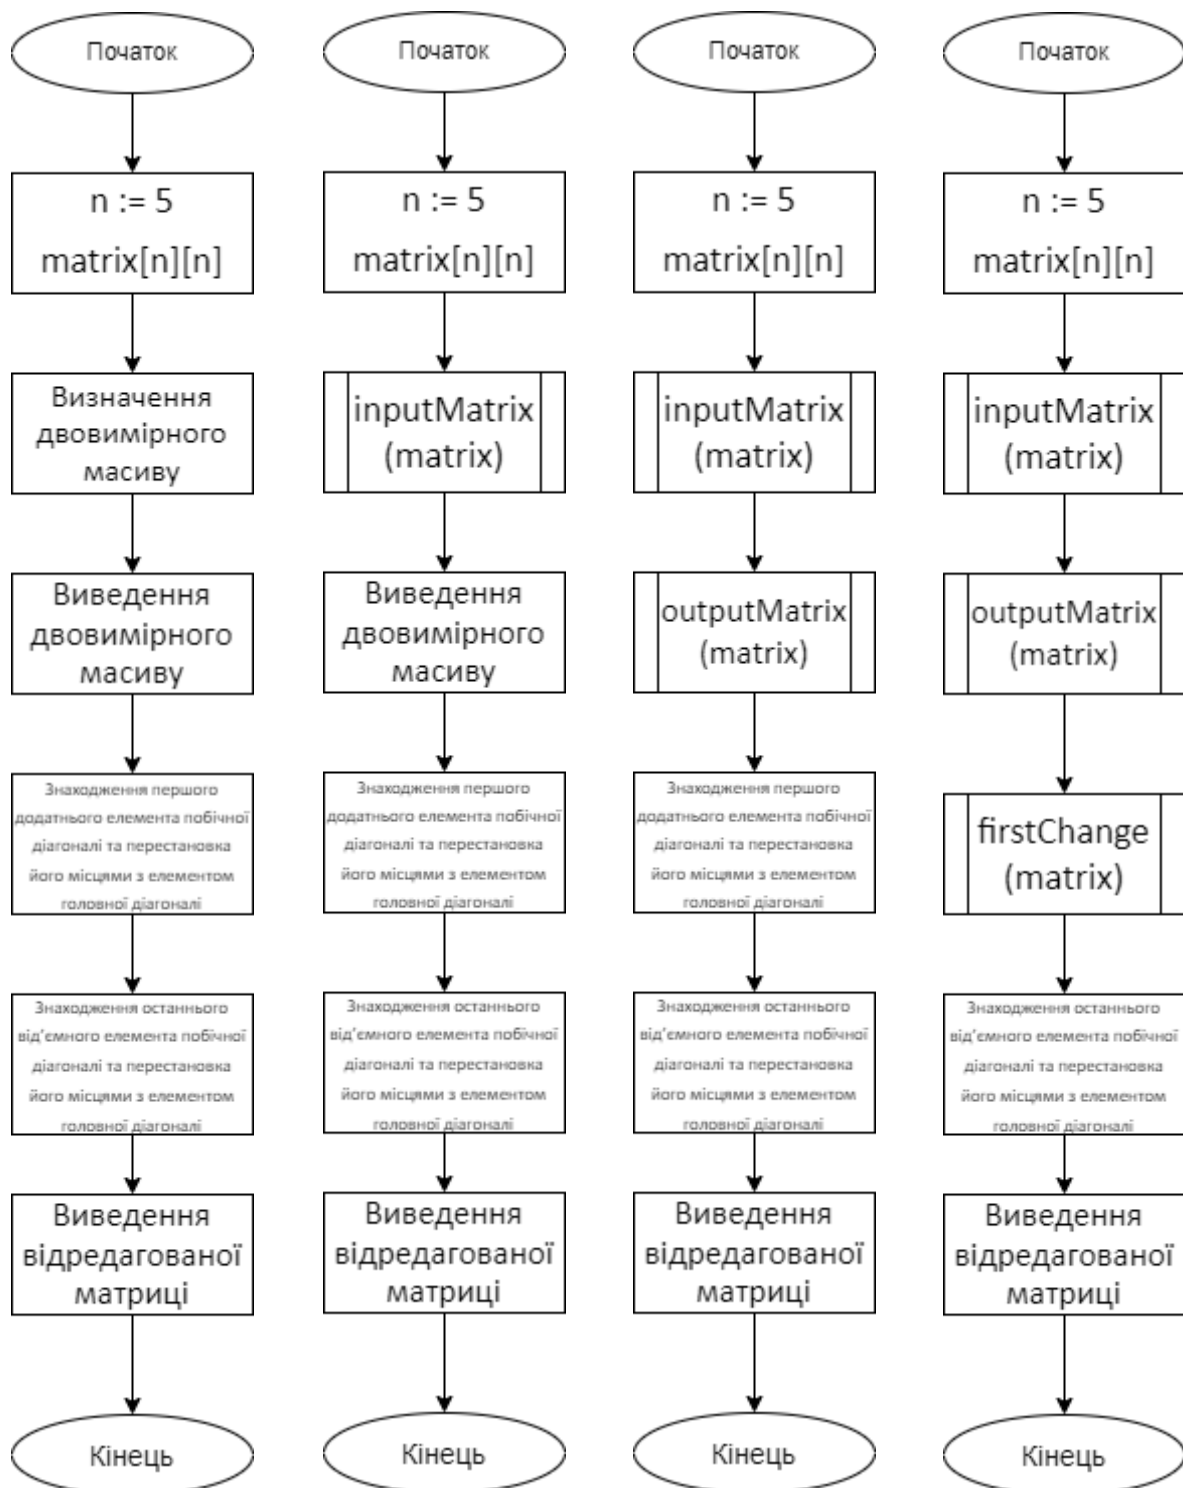 Початок
n := 5
matrix[n][n]
Визначення
двовимірного
масиву
Виведення
двовимірного
масиву
Знаходження першого
додатнього елемента побічної
діагоналі та перестановка
його місцями з елементом
головної діагоналі
Знаходження останнього
від'ємного елемента побічної
діагоналі та перестановка
його місцями з елементом
головної діагоналі
Виведення
відредагованої
матриці
Кінець
Початок
n := 5
matrix[n][n]
inputMatrix
(matrix)
Виведення
двовимірного
масиву
Знаходження першого
додатнього елемента побічної
діагоналі та перестановка
його місцями з елементом
головної діагоналі
Знаходження останнього
від'ємного елемента побічної
діагоналі та перестановка
його місцями з елементом
головної діагоналі
Виведення
відредагованої
матриці
Кінець
Початок
n := 5
matrix[n][n]
inputMatrix
(matrix)
outputMatrix
(matrix)
Знаходження першого
додатнього елемента побічної
діагоналі та перестановка
його місцями з елементом
головної діагоналі
Знаходження останнього
від'ємного елемента побічної
діагоналі та перестановка
його місцями з елементом
головної діагоналі
Виведення
відредагованої
матриці
Кінець
Початок
n := 5
matrix[n][n]
inputMatrix
(matrix)
outputMatrix
(matrix)
firstChange
(matrix)
Знаходження останнього
від'ємного елемента побічної
діагоналі та перестановка
його місцями з елементом
головної діагоналі
Виведення
відредагованої
матриці
Кінець